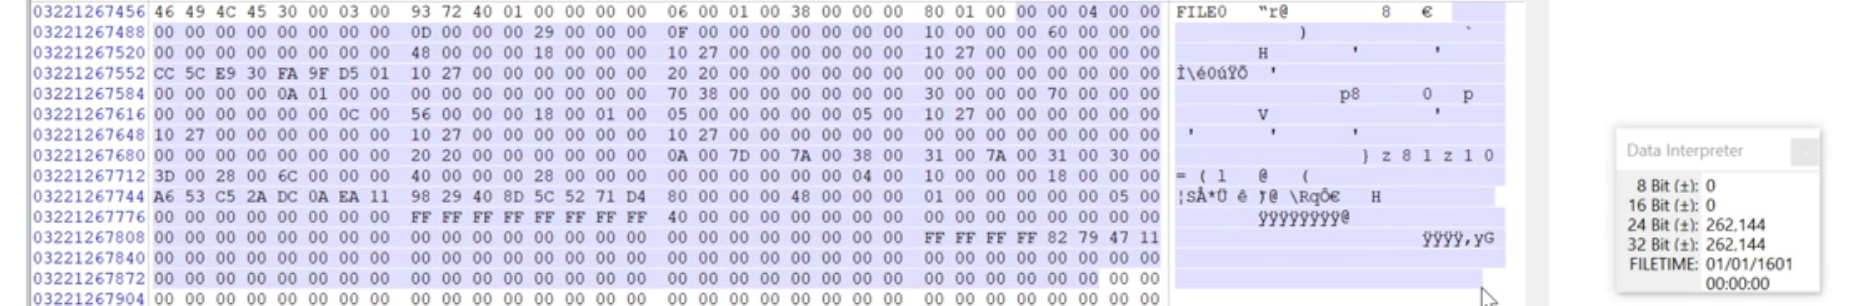 03221267456 46 49 4C 45 30 00 03 00 93 72 40 01 00 00 00 00 06 00 01 00 38 00 00 00 80 01 00 00 00 04 00 00 FILE0 “r@ 8 €
03221267488 00 00 00 00 00 00 00 00 0D 00 00 00 29 00 00 00 0F 00 00 00 00 00 00 00 10 00 00 00 60 00 00 00 ) `
03221267520 00 00 00 00 00 00 00 00 48 00 00 00 18 00 00 00 10 27 00 00 00 00 00 00 10 27 00 00 00 00 00 00 H ' '
03221267552 CC 5C E9 30 FA 9F D5 01 10 27 00 00 00 00 00 00 20 20 00 00 00 00 00 00 00 00 00 00 00 00 00 00 Ì\é0úŸÕ '
03221267584 00 00 00 00 0A 01 00 00 00 00 00 00 00 00 00 00 70 38 00 00 00 00 00 00 30 00 00 00 70 00 00 00 p8 0 p
03221267616 00 00 00 00 00 00 0C 00 56 00 00 00 18 00 01 00 05 00 00 00 00 00 05 00 10 27 00 00 00 00 00 00 V '
03221267648 10 27 00 00 00 00 00 00 10 27 00 00 00 00 00 00 10 27 00 00 00 00 00 00 00 00 00 00 00 00 00 00 ' ' '
03221267680 00 00 00 00 00 00 00 00 20 20 00 00 00 00 00 00 0A 00 7D 00 7A 00 38 00 31 00 7A 00 31 00 30 00 } z 8 1 z 1 0
03221267712 3D 00 28 00 6C 00 00 00 40 00 00 00 28 00 00 00 00 00 00 00 00 00 04 00 10 00 00 00 18 00 00 00 = ( l @ (
03221267744 A6 53 C5 2A DC 0A EA 11 98 29 40 8D 5C 52 71 D4 80 00 00 00 48 00 00 00 01 00 00 00 00 00 05 00 ¦SÅ*Ü ê ˜)@ \RqÔ€ H
03221267776 00 00 00 00 00 00 00 00 FF FF FF FF FF FF FF FF 40 00 00 00 00 00 00 00 00 00 00 00 00 00 00 00 ÿÿÿÿÿÿÿÿ@
03221267808 00 00 00 00 00 00 00 00 00 00 00 00 00 00 00 00 00 00 00 00 00 00 00 00 FF FF FF FF 82 79 47 11 ÿÿÿÿ‚yG
03221267840 00 00 00 00 00 00 00 00 00 00 00 00 00 00 00 00 00 00 00 00 00 00 00 00 00 00 00 00 00 00 00 00
03221267872 00 00 00 00 00 00 00 00 00 00 00 00 00 00 00 00 00 00 00 00 00 00 00 00 00 00 00 00 00 00 00 00
03221267904 00 00 00 00 00 00 00 00 00 00 00 00 00 00 00 00 00 00 00 00 00 00 00 00 00 00 00 00 00 00 00 00
Data Interpreter
8 Bit (±): 0
16 Bit (±): 0
24 Bit (±): 262,144
32 Bit (±): 262,144
FILETIME: 01/01/1601
00:00:00